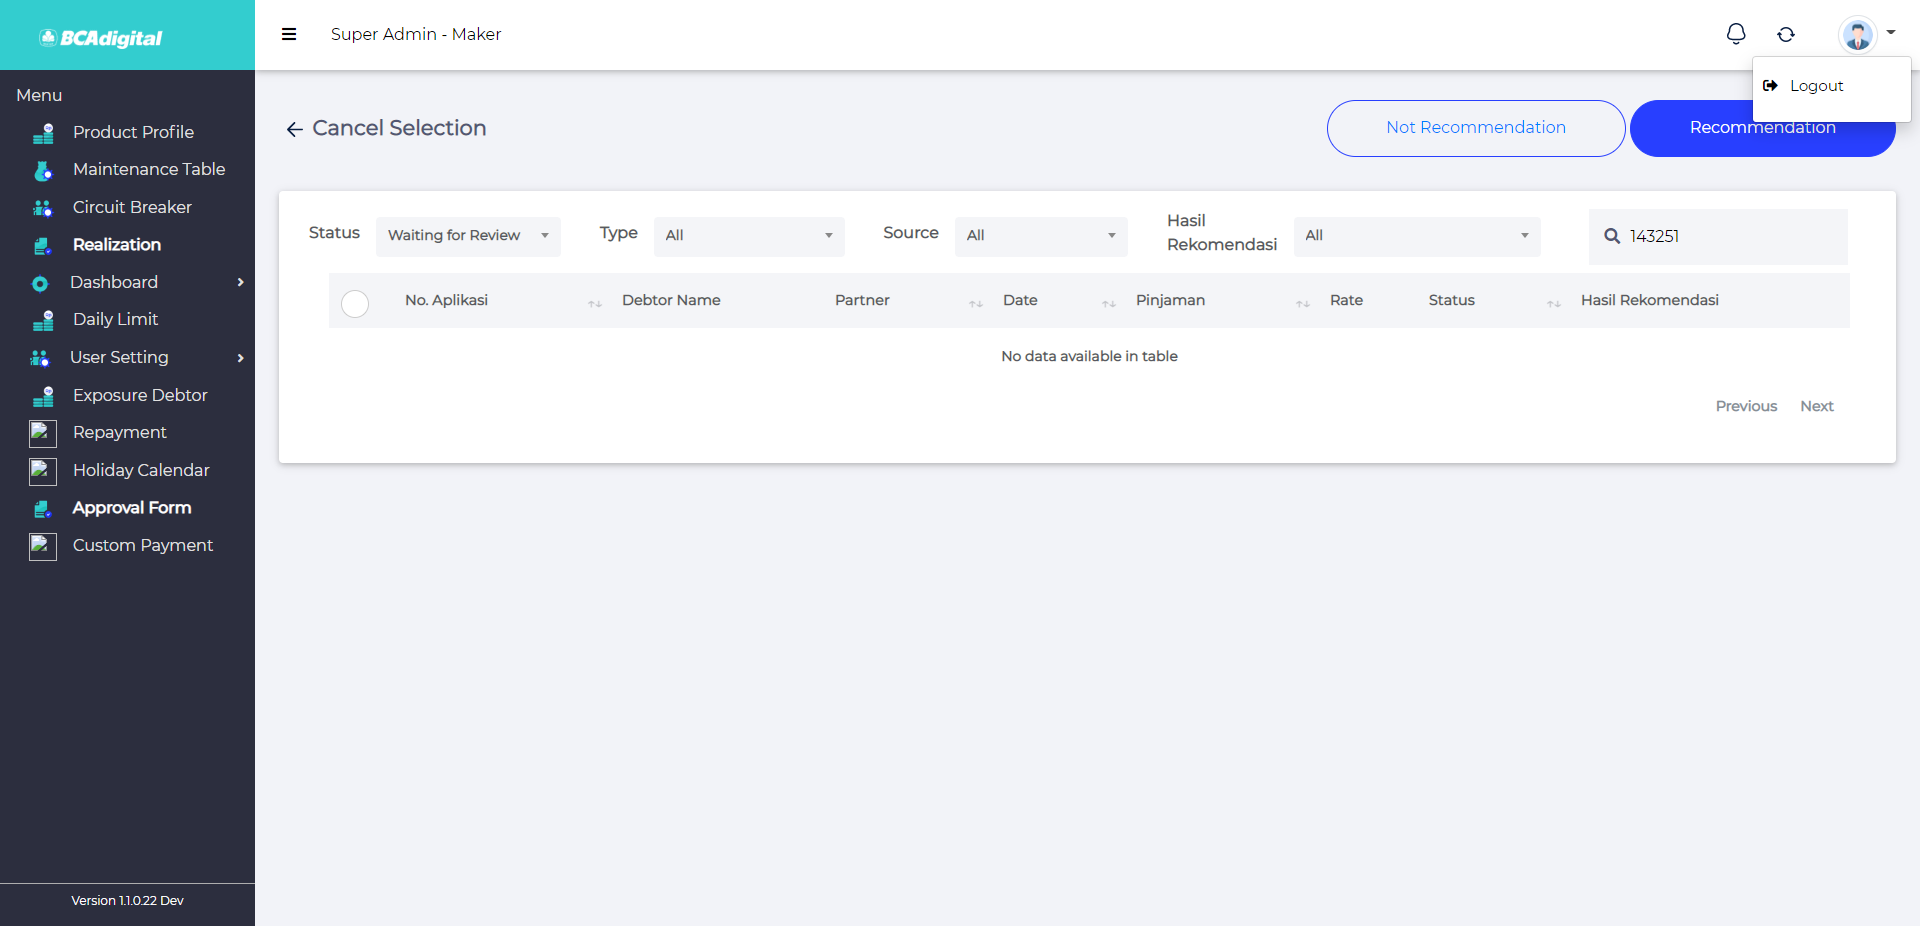 BCAdigital
Super Admin - Maker
Logout
Menu
Product Profile
Maintenance Table
Circuit Breaker
Realization
Dashboard
Daily Limit
User Setting
Exposure Debtor
Repayment
Holiday Calendar
Approval Form
Custom Payment
Version 1.1.0.22 Dev
Cancel Selection
Not Recommendation
Recommendation
Status
Waiting for Review
Type
All
Source
All
Hasil
Rekomendasi
All
143251
No. Aplikasi Debtor Name Partner Date Pinjaman Rate Status Hasil Rekomendasi
No data available in table
Previous Next